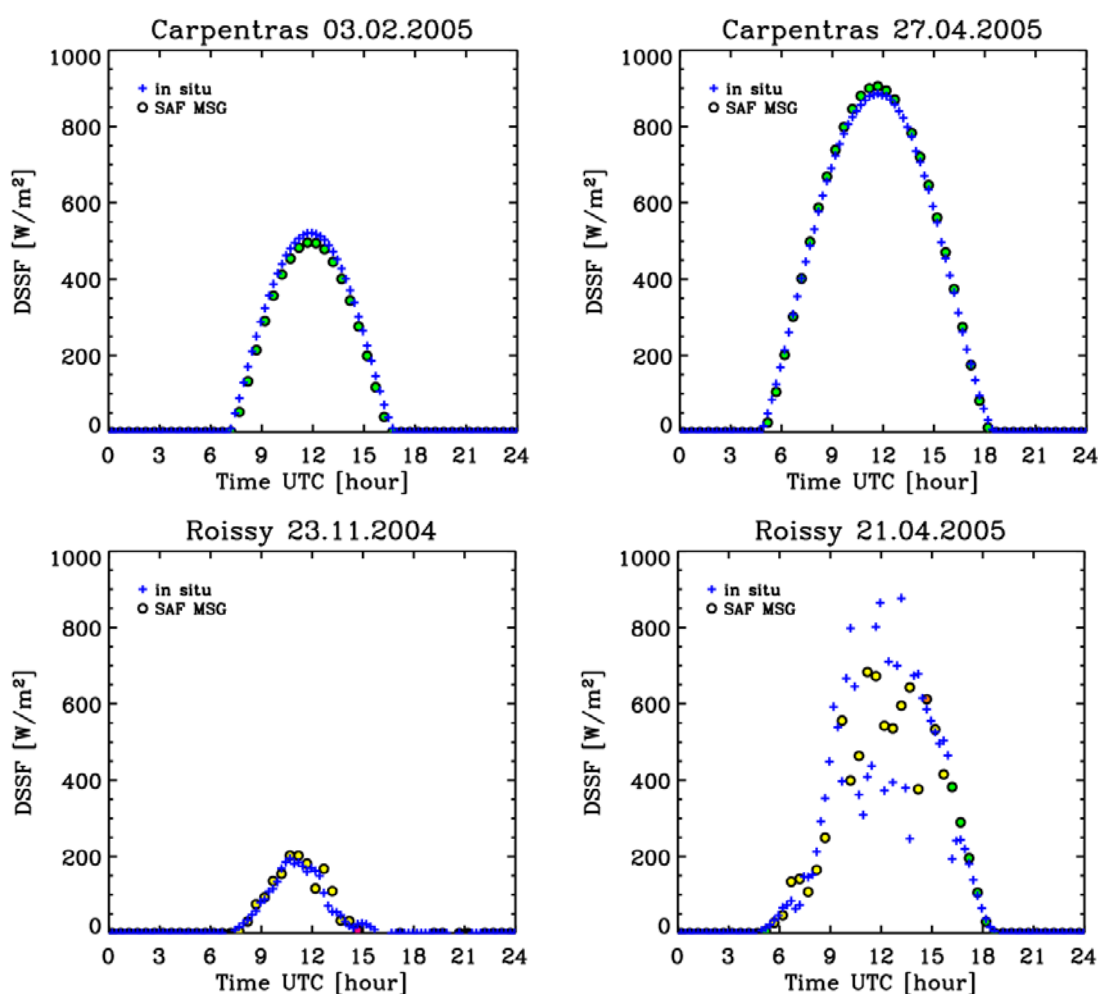 Carpentras 03.02.2005
1000
800
600
400
200
0
DSSF [W/m²]
in situ
SAF MSG
0 3 6 9 12 15 18 21 24
Time UTC [hour]
Carpentras 27.04.2005
1000
800
600
400
200
0
DSSF [W/m²]
in situ
SAF MSG
0 3 6 9 12 15 18 21 24
Time UTC [hour]
Roissy 23.11.2004
1000
800
600
400
200
0
DSSF [W/m²]
in situ
SAF MSG
0 3 6 9 12 15 18 21 24
Time UTC [hour]
Roissy 21.04.2005
1000
800
600
400
200
0
DSSF [W/m²]
in situ
SAF MSG
0 3 6 9 12 15 18 21 24
Time UTC [hour]